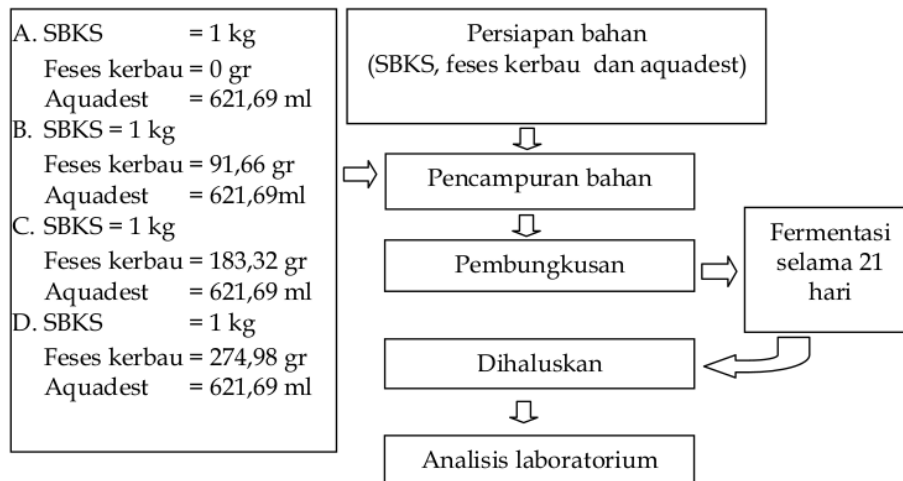 A. SBKS = 1 kg
Feses kerbau = 0 gr
Aquadest = 621,69 ml
B. SBKS = 1 kg
Feses kerbau = 91,66 gr
Aquadest = 621,69ml
C. SBKS = 1 kg
Feses kerbau = 183,32 gr
Aquadest = 621,69 ml
D. SBKS = 1 kg
Feses kerbau = 274,98 gr
Aquadest = 621,69 ml
Persiapan bahan
(SBKS, feses kerbau dan aquadest)
Pencampuran bahan
Pembungkusan
Fermentasi
selama 21
hari
Dihaluskan
Analisis laboratorium